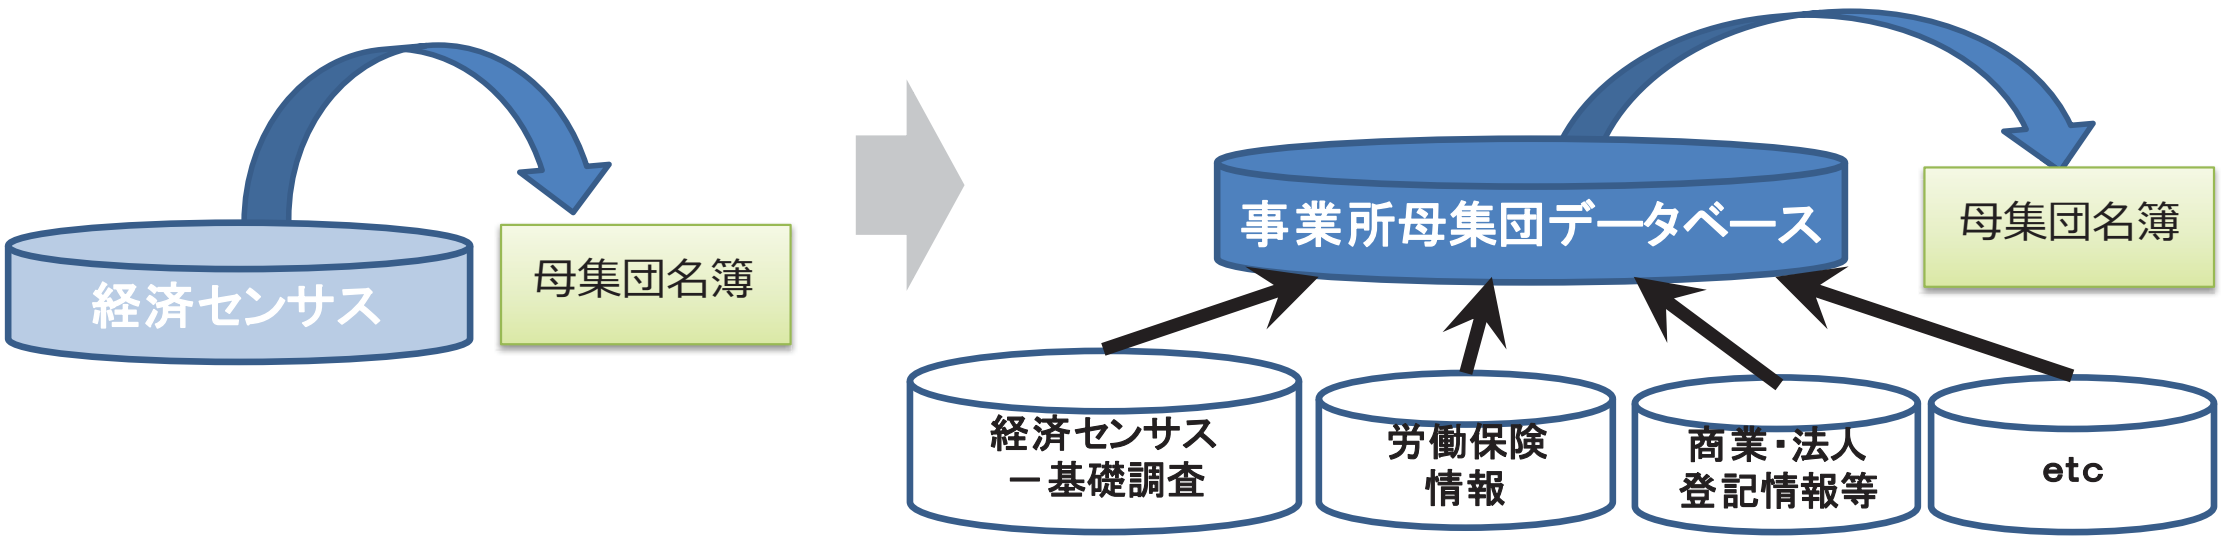 経済センサス
母集団名簿
事業所母集団データベース
母集団名簿
経済センサス
－基礎調査
労働保険
情報
商業・法人
登記情報等
etc